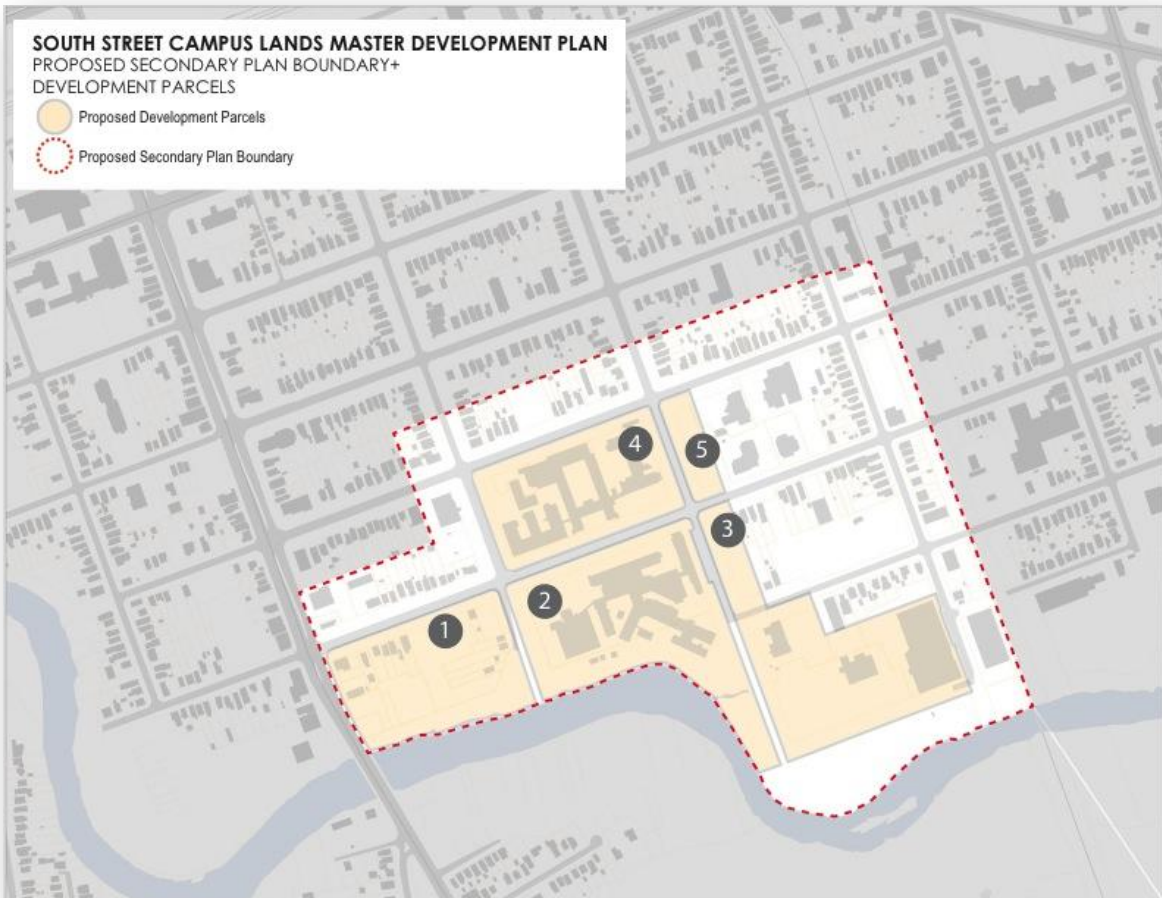 SOUTH STREET CAMPUS LANDS MASTER DEVELOPMENT PLAN
PROPOSED SECONDARY PLAN BOUNDARY+
DEVELOPMENT PARCELS
Proposed Development Parcels
Proposed Secondary Plan Boundary
4
5
3
2
1